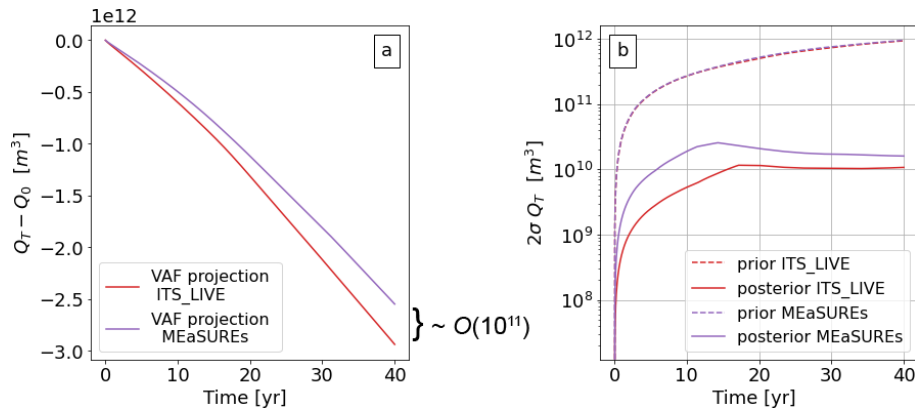 1e12
a
0.0
−0.5
−1.0
−1.5
−2.0
−2.5
−3.0
Q_T − Q_0 [m³]
VAF projection
ITS_LIVE
VAF projection
MEaSUREs
0 10 20 30 40
Time [yr]
} ~ O(10¹¹)
b
10¹²
10¹¹
10¹⁰
10⁹
10⁸
2σ Q_T [m³]
prior ITS_LIVE
posterior ITS_LIVE
prior MEaSUREs
posterior MEaSUREs
0 10 20 30 40
Time [yr]